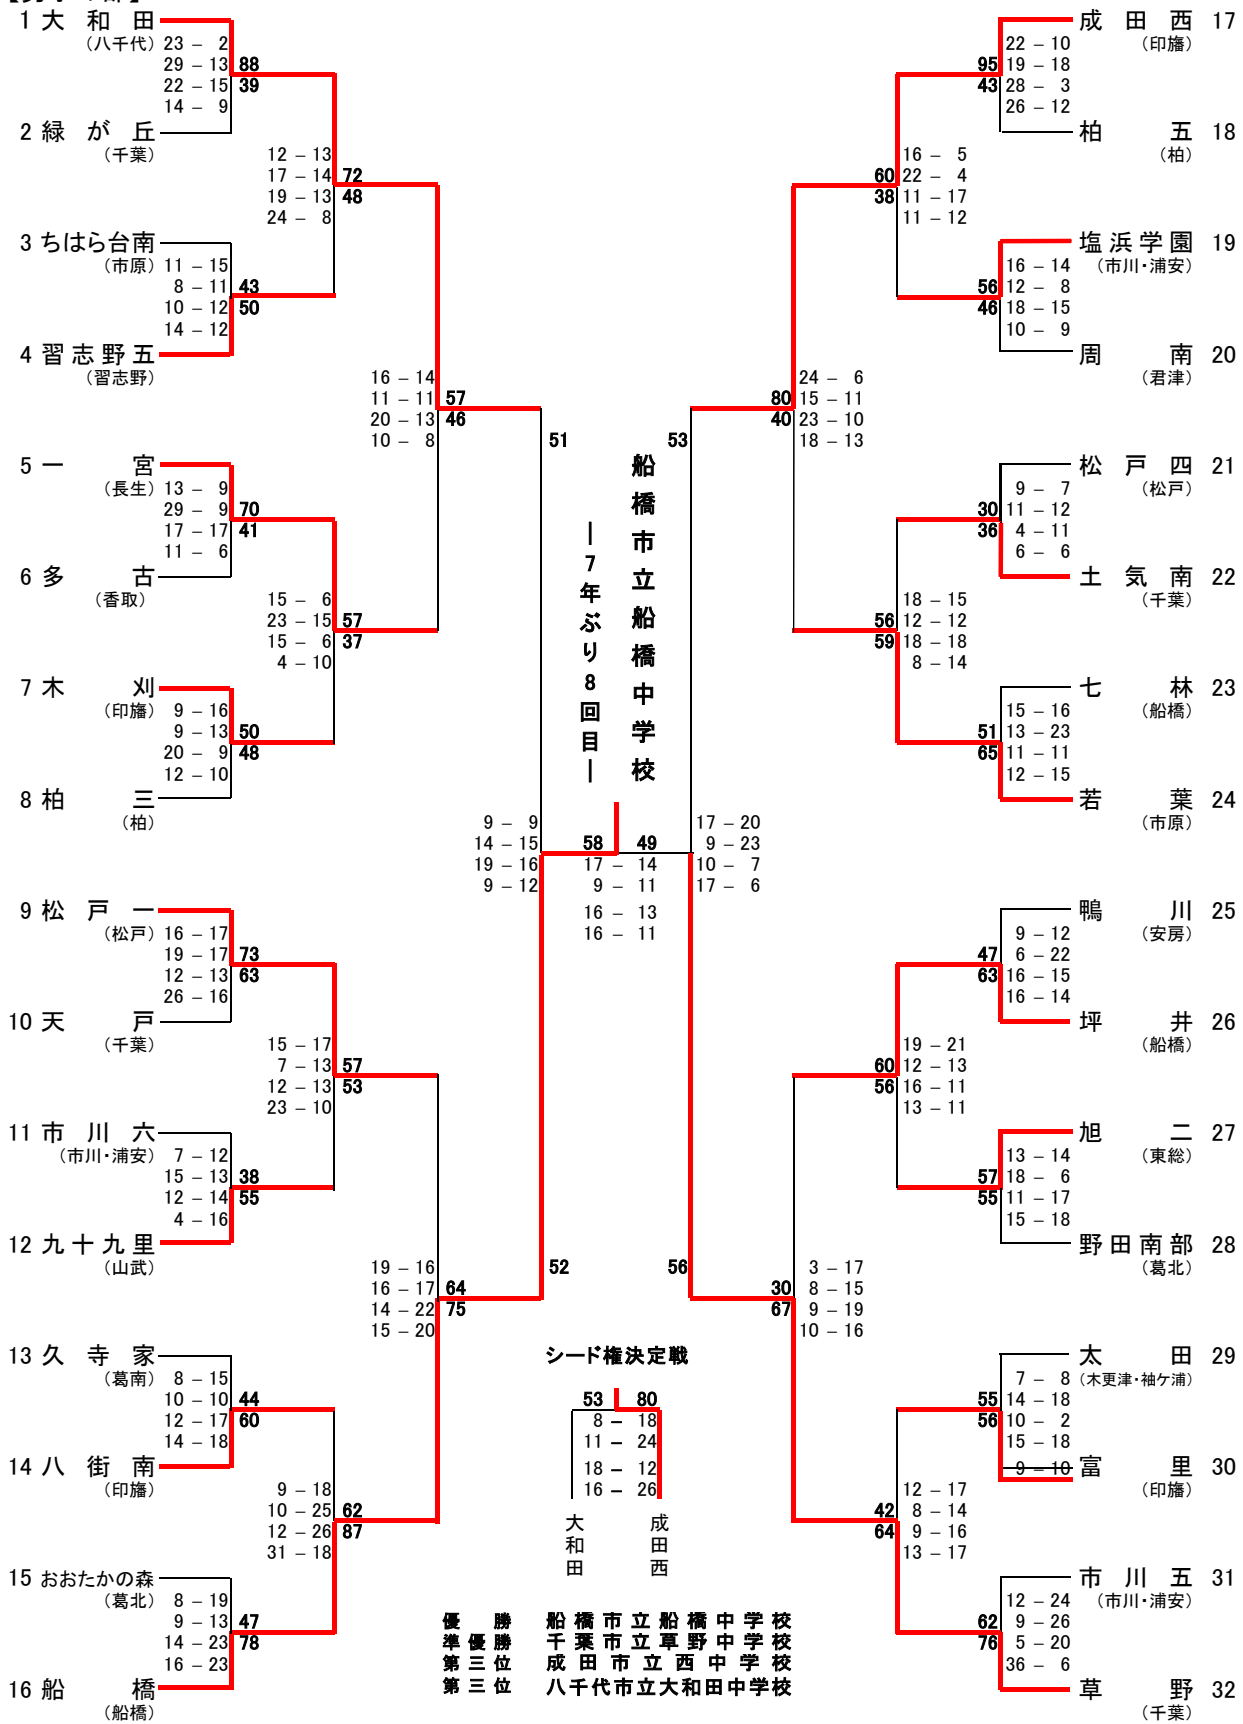 1 大和田
(八千代)
23 － 2
29 － 13
22 － 15
14 － 9
88
39
2 緑が丘
(千葉)
12 － 13
17 － 14
19 － 13
24 － 8
72
48
3 ちはら台南
(市原)
11 － 15
8 － 11
10 － 12
14 － 12
43
50
4 習志野五
(習志野)
16 － 14
11 － 11
20 － 13
10 － 8
57
46
5 一宮
(長生)
13 － 9
29 － 9
17 － 17
11 － 6
70
41
6 多古
(香取)
15 － 6
23 － 15
15 － 6
4 － 10
57
37
7 木刈
(印旛)
9 － 16
9 － 13
20 － 9
12 － 10
50
48
8 柏三
(柏)
51
9 － 9
14 － 15
19 － 16
9 － 12
52
9 松戸一
(松戸)
16 － 17
19 － 17
12 － 13
26 － 16
73
63
10 天戸
(千葉)
15 － 17
7 － 13
12 － 13
23 － 10
57
53
11 市川六
(市川・浦安)
7 － 12
15 － 13
12 － 14
4 － 16
38
55
12 九十九里
(山武)
19 － 16
16 － 17
14 － 22
15 － 20
64
75
13 久寺家
(葛南)
8 － 15
10 － 10
12 － 17
14 － 18
44
60
14 八街南
(印旛)
9 － 18
10 － 25
12 － 26
31 － 18
62
87
15 おおたかの森
(葛北)
8 － 19
9 － 13
14 － 23
16 － 23
47
78
16 船橋
(船橋)
船橋市立船橋中学校
―7年ぶり8回目―
58 49
17 － 14
9 － 11
16 － 13
16 － 11
シード権決定戦
53 80
8 － 18
11 － 24
18 － 12
16 － 26
大和田
成田西
優勝 船橋市立船橋中学校
準優勝 千葉市立草野中学校
第三位 成田市立西中学校
第三位 八千代市立大和田中学校
成田西 17
(印旛)
22 － 10
19 － 18
28 － 3
26 － 12
95
43
柏五 18
(柏)
16 － 5
22 － 4
11 － 17
11 － 12
60
38
塩浜学園 19
(市川・浦安)
16 － 14
12 － 8
18 － 15
10 － 9
56
46
周南 20
(君津)
24 － 6
15 － 11
23 － 10
18 － 13
80
40
松戸四 21
(松戸)
9 － 7
11 － 12
4 － 11
6 － 6
30
36
土気南 22
(千葉)
18 － 15
12 － 12
18 － 18
8 － 14
56
59
七林 23
(船橋)
15 － 16
13 － 23
11 － 11
12 － 15
51
65
若葉 24
(市原)
53
17 － 20
9 － 23
10 － 7
17 － 6
56
鴨川 25
(安房)
9 － 12
6 － 22
16 － 15
16 － 14
47
63
坪井 26
(船橋)
19 － 21
12 － 13
16 － 11
13 － 11
60
56
旭二 27
(東総)
13 － 14
18 － 6
11 － 17
15 － 18
57
55
野田南部 28
(葛北)
3 － 17
8 － 15
9 － 19
10 － 16
30
67
太田 29
(木更津・袖ケ浦)
7 － 8
14 － 18
10 － 2
15 － 18
9 － 10
55
56
富里 30
(印旛)
12 － 17
8 － 14
9 － 16
13 － 17
42
64
市川五 31
(市川・浦安)
12 － 24
9 － 26
5 － 20
36 － 6
62
76
草野 32
(千葉)